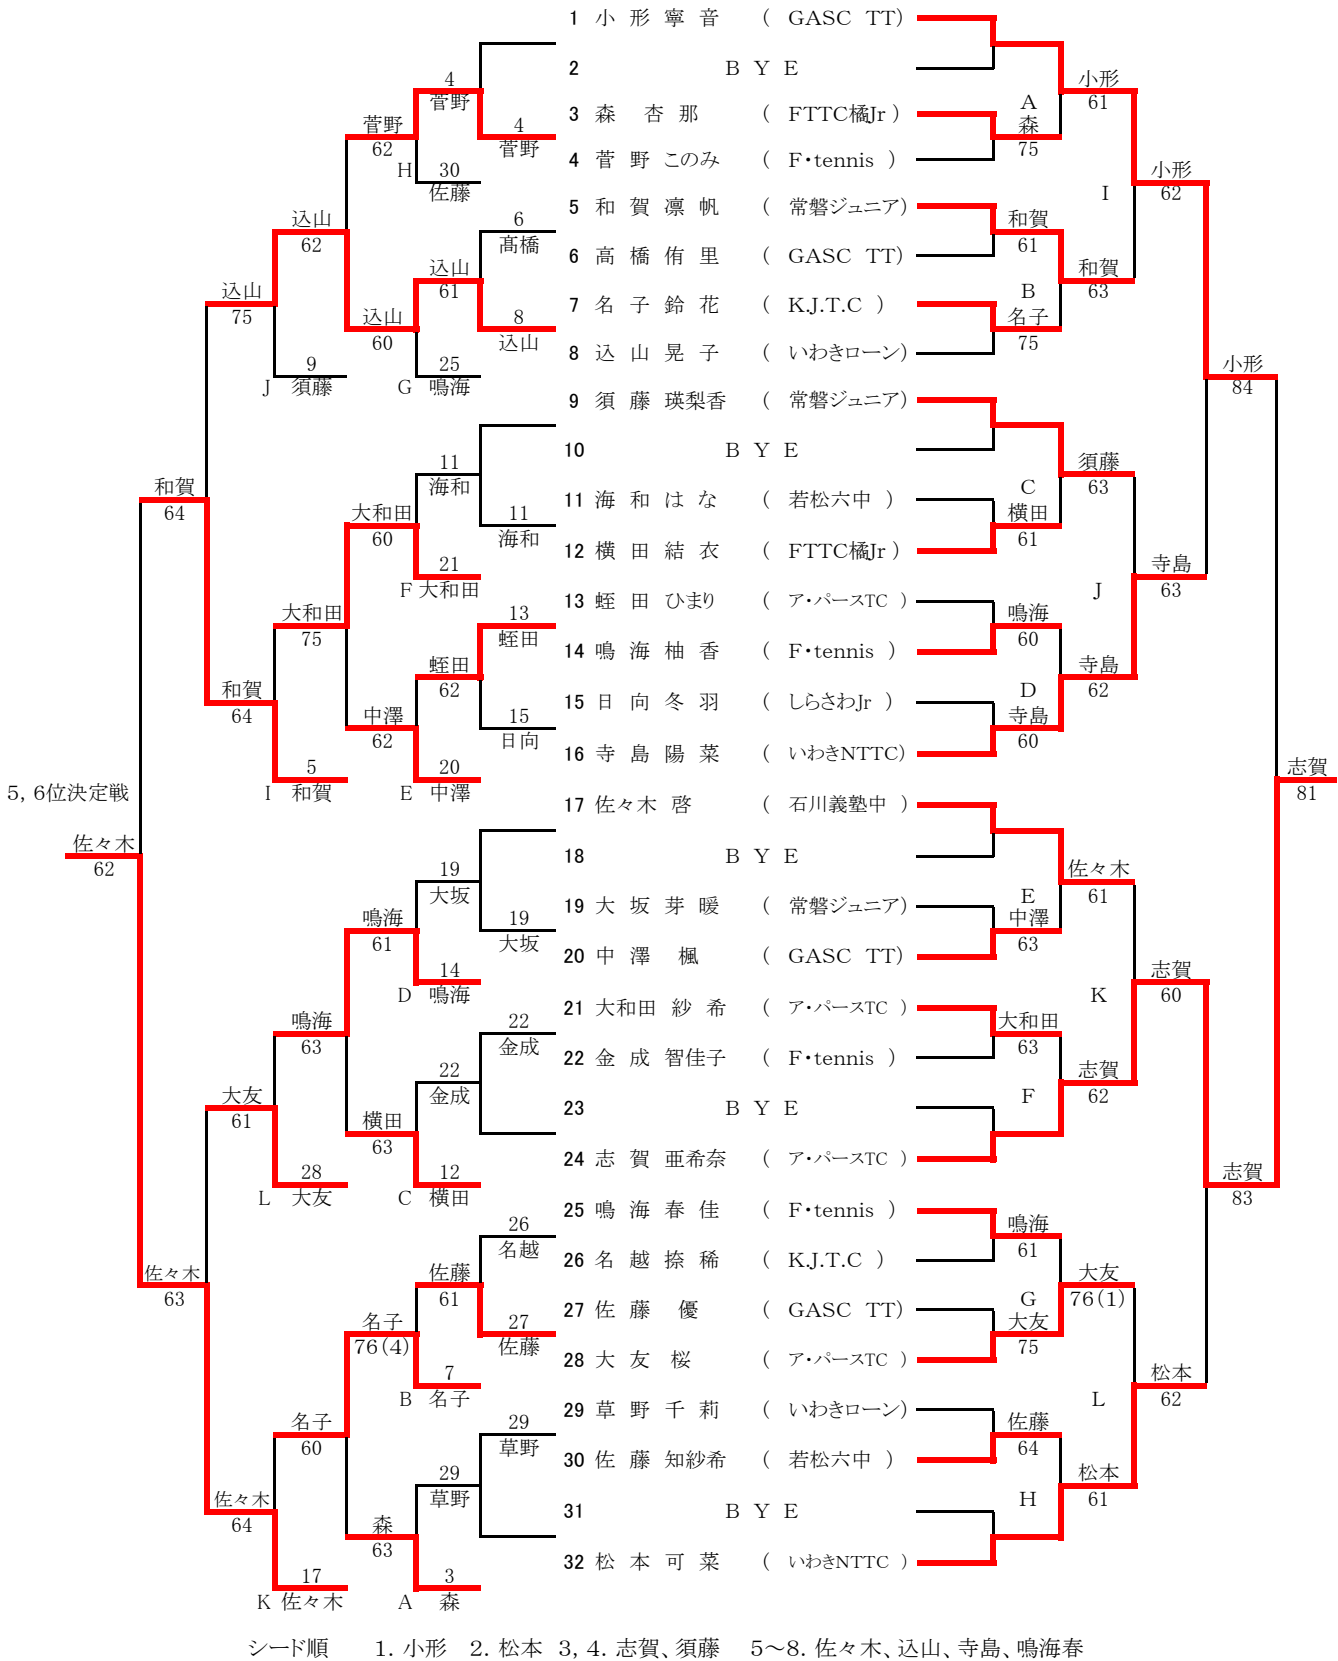 1 小 形 寧 音 ( GASC TT)
2 B Y E
3 森 杏 那 ( FTTC橘Jr )
4 菅 野 このみ ( F・tennis )
5 和 賀 凛 帆 ( 常磐ジュニア)
6 高 橋 侑 里 ( GASC TT)
7 名 子 鈴 花 ( K.J.T.C )
8 込 山 晃 子 ( いわきローン)
9 須 藤 瑛梨香 ( 常磐ジュニア)
10 B Y E
11 海 和 は な ( 若松六中 )
12 横 田 結 衣 ( FTTC橘Jr )
13 蛭 田 ひまり ( ア・パースTC )
14 鳴 海 柚 香 ( F・tennis )
15 日 向 冬 羽 ( しらさわJr )
16 寺 島 陽 菜 ( いわきNTTC)
17 佐々木 啓 ( 石川義塾中 )
18 B Y E
19 大 坂 芽 暖 ( 常磐ジュニア)
20 中 澤 楓 ( GASC TT)
21 大和田 紗 希 ( ア・パースTC )
22 金 成 智佳子 ( F・tennis )
23 B Y E
24 志 賀 亜希奈 ( ア・パースTC )
25 鳴 海 春 佳 ( F・tennis )
26 名 越 捺 稀 ( K.J.T.C )
27 佐 藤 優 ( GASC TT)
28 大 友 桜 ( ア・パースTC )
29 草 野 千 莉 ( いわきローン)
30 佐 藤 知紗希 ( 若松六中 )
31 B Y E
32 松 本 可 菜 ( いわきNTTC )
A
森
75
小形
61
和賀
61
B
名子
75
和賀
63
I
小形
62
C
横田
61
須藤
63
鳴海
60
D
寺島
60
寺島
62
J
寺島
63
小形
84
E
中澤
63
佐々木
61
大和田
63
F
志賀
62
K
志賀
60
鳴海
61
G
大友
75
大友
76(1)
佐藤
64
H
松本
61
L
松本
62
志賀
83
志賀
81
4
菅野
4
菅野
菅野
62
H
30
佐藤
6
髙橋
8
込山
込山
61
G
25
鳴海
込山
60
込山
62
込山
75
J
9
須藤
11
海和
11
海和
F
21
大和田
大和田
60
13
蛭田
15
日向
蛭田
62
E
20
中澤
中澤
62
大和田
75
I
5
和賀
和賀
64
和賀
64
5, 6位決定戦
佐々木
62
19
大坂
19
大坂
D
14
鳴海
鳴海
61
22
金成
22
金成
C
12
横田
横田
63
鳴海
63
L
28
大友
大友
61
佐々木
63
26
名越
27
佐藤
佐藤
61
B
7
名子
名子
76(4)
29
草野
29
草野
A
3
森
森
63
名子
60
K
17
佐々木
佐々木
64
シード順 1. 小形 2. 松本 3, 4. 志賀、須藤 5～8. 佐々木、込山、寺島、鳴海春